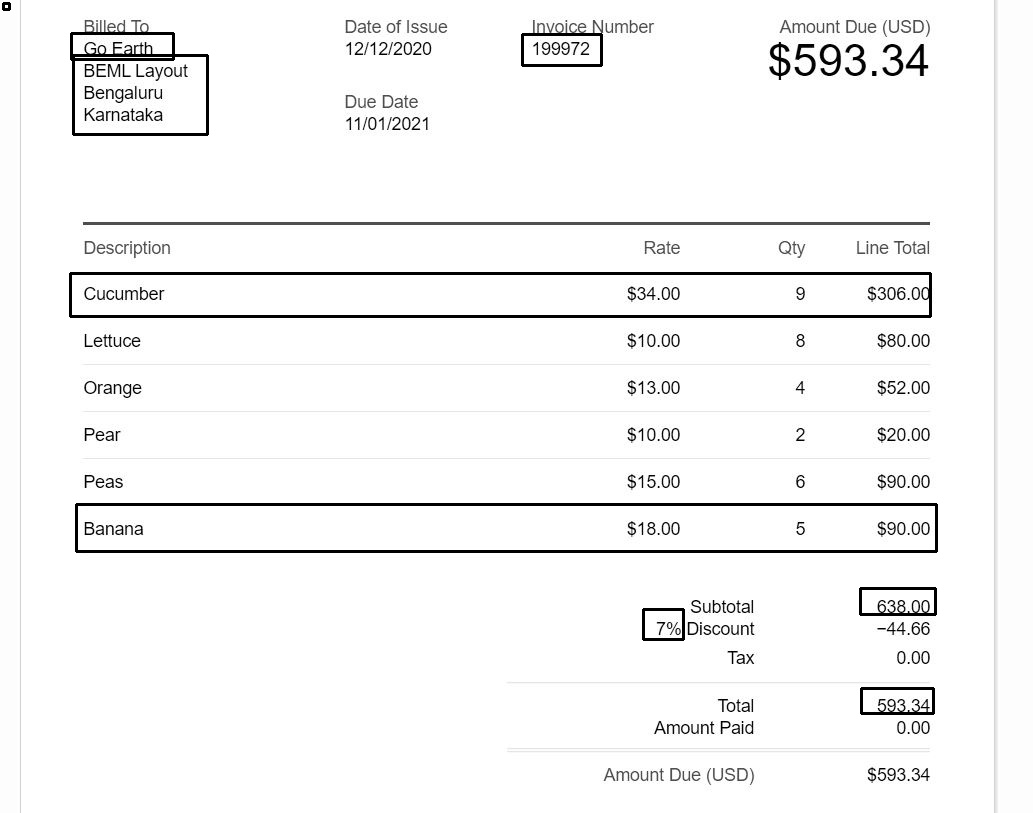 Billed To
Go Earth
BEML Layout
Bengaluru
Karnataka
Date of Issue
12/12/2020
Due Date
11/01/2021
Invoice Number
199972
Amount Due (USD)
$593.34
Description Rate Qty Line Total
Cucumber $34.00 9 $306.00
Lettuce $10.00 8 $80.00
Orange $13.00 4 $52.00
Pear $10.00 2 $20.00
Peas $15.00 6 $90.00
Banana $18.00 5 $90.00
Subtotal 638.00
7% Discount −44.66
Tax 0.00
Total 593.34
Amount Paid 0.00
Amount Due (USD) $593.34